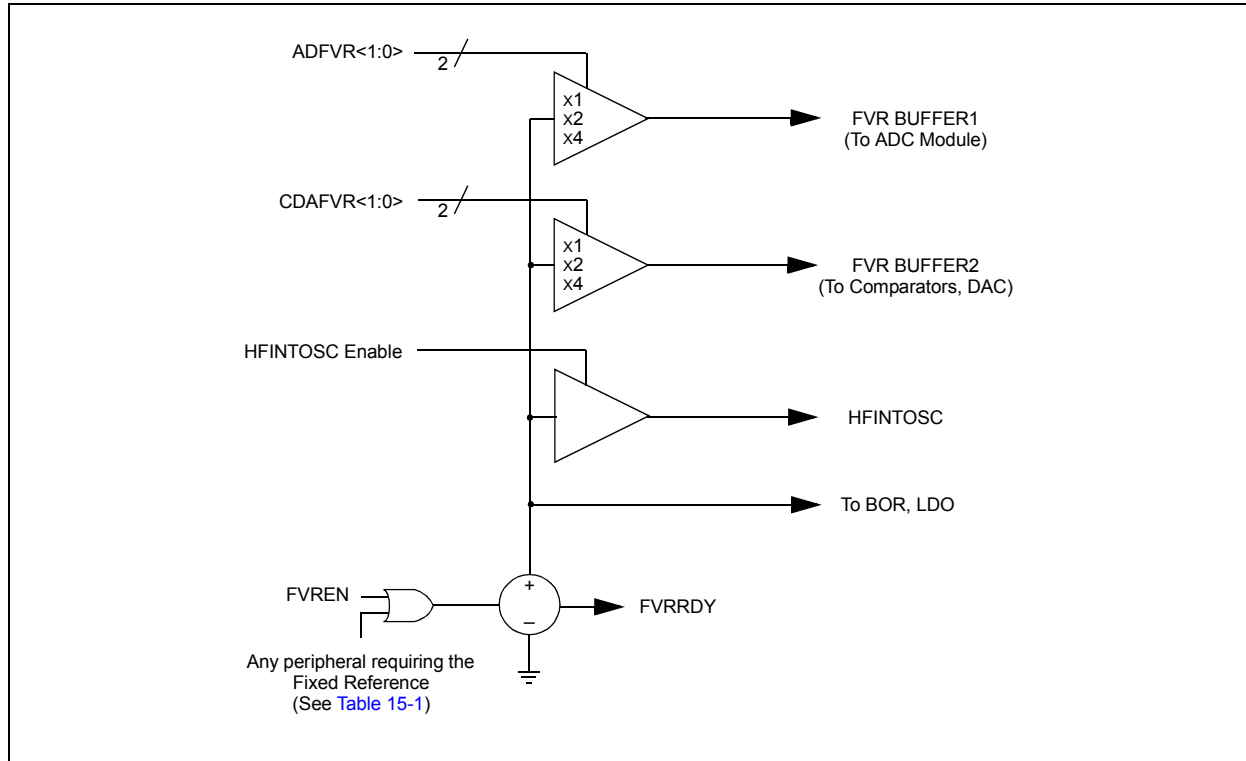 ADFVR<1:0>
2
x1
x2
x4
FVR BUFFER1
(To ADC Module)
CDAFVR<1:0>
2
x1
x2
x4
FVR BUFFER2
(To Comparators, DAC)
HFINTOSC Enable
HFINTOSC
To BOR, LDO
FVREN
+
_
FVRRDY
Any peripheral requiring the
Fixed Reference
(See Table 15-1)